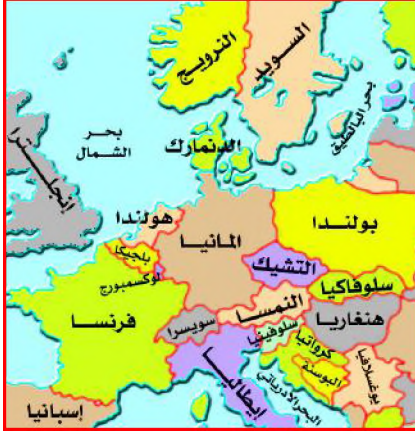 النرويج
السويد
بحر البالطيق
بحر
الشمال
الدنمارك
إنجلترا
هولندا
بولندا
المانيا
بلجيكا
لوكسمبورج
التشيك
سلوفاكيا
فرنسا
النمسا
سويسرا
هنغاريا
سلوفينيا
كرواتيا
إيطاليا
البوسنة
يوغسلافيا
البحر الأدرياتي
إسبانيا